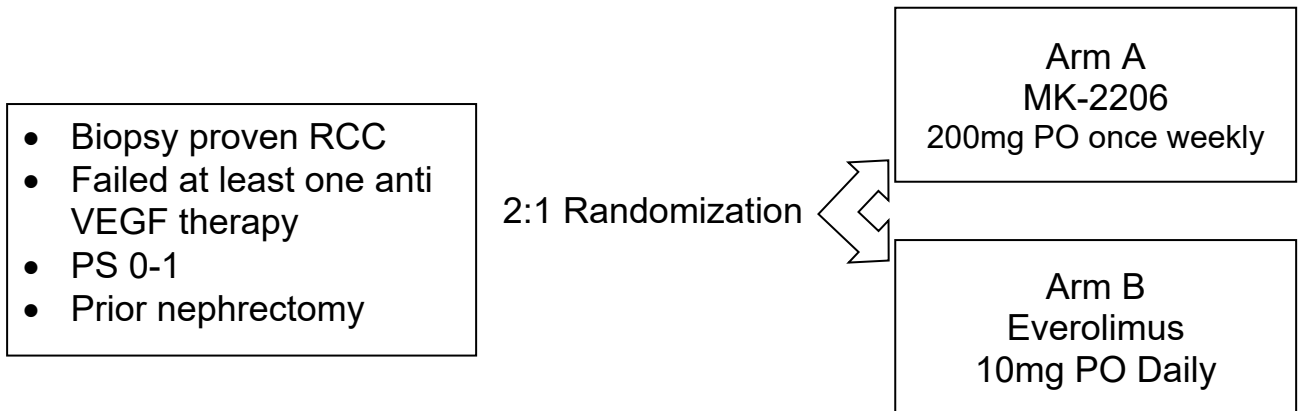 • Biopsy proven RCC
• Failed at least one anti
VEGF therapy
• PS 0-1
• Prior nephrectomy
2:1 Randomization
Arm A
MK-2206
200mg PO once weekly
Arm B
Everolimus
10mg PO Daily